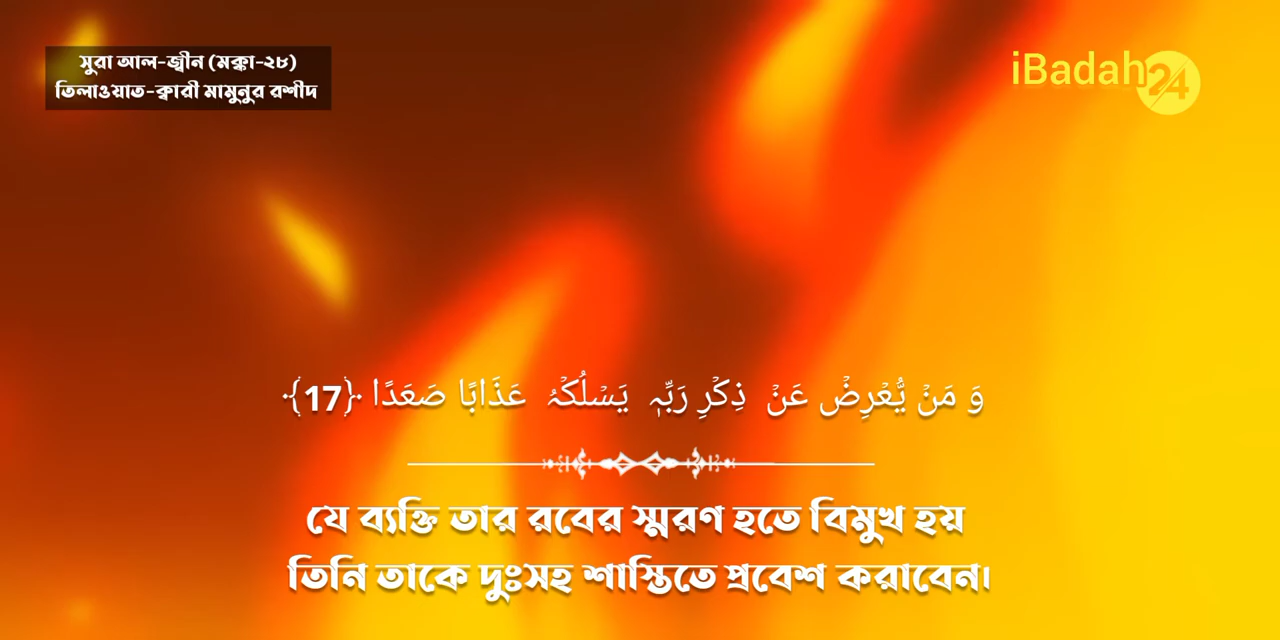 সুরা আল-জ্বীন (মক্কা-২৮)
তিলাওয়াত-ক্বারী মামুনুর রশীদ
iBadah24
وَ مَنۡ یُّعۡرِضۡ عَنۡ ذِکۡرِ رَبِّہٖ یَسۡلُکۡہُ عَذَابًا صَعَدًا ﴿17﴾
যে ব্যক্তি তার রবের স্মরণ হতে বিমুখ হয়
তিনি তাকে দুঃসহ শাস্তিতে প্রবেশ করাবেন।